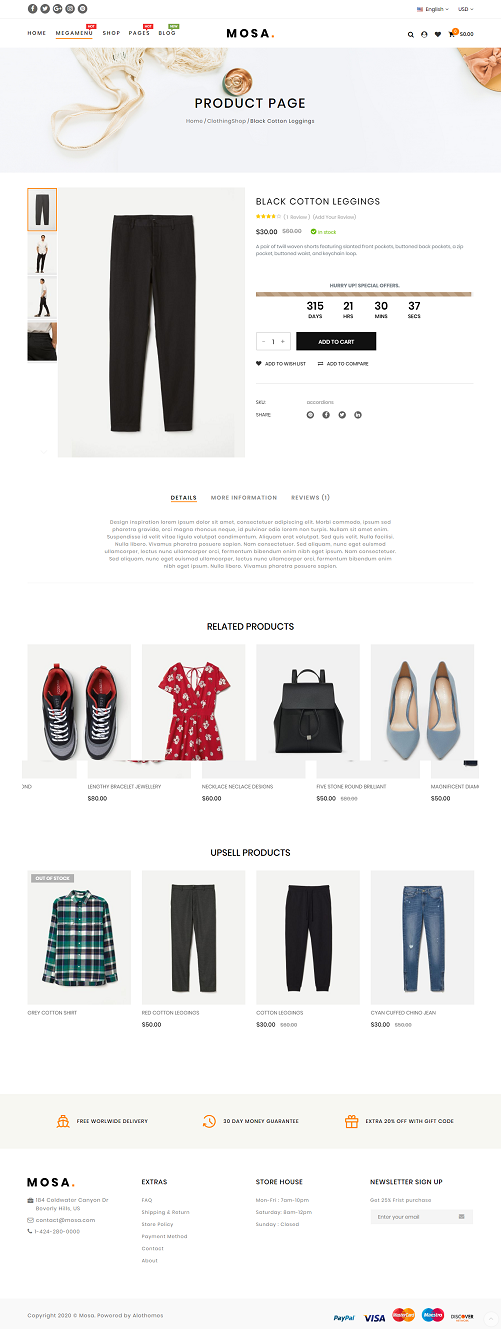 English
USD
HOME
MEGAMENU
HOT
SHOP
PAGES
HOT
BLOG
NEW
MOSA.
0
$0.00
PRODUCT PAGE
Home / ClothingShop / Black Cotton Leggings
BLACK COTTON LEGGINGS
( 1 Review ) (Add Your Review)
$30.00 $60.00 In stock
A pair of twill woven shorts featuring slanted front pockets, buttoned back pockets, a zip
pocket, buttoned waist, and keychain loop.
HURRY UP! SPECIAL OFFERS.
315 21 30 37
DAYS HRS MINS SECS
- 1 + ADD TO CART
ADD TO WISH LIST ADD TO COMPARE
SKU: accordions
SHARE
DETAILS MORE INFORMATION REVIEWS (1)
Design inspiration lorem ipsum dolor sit amet, consectetuer adipiscing elit. Morbi commodo, ipsum sed
pharetra gravida, orci magna rhoncus neque, id pulvinar odio lorem non turpis. Nullam sit amet enim.
Suspendisse id velit vitae ligula volutpat condimentum. Aliquam erat volutpat. Sed quis velit. Nulla facilisi.
Nulla libero. Vivamus pharetra posuere sapien. Nam consectetuer. Sed aliquam, nunc eget euismod
ullamcorper, lectus nunc ullamcorper orci, fermentum bibendum enim nibh eget ipsum. Nam consectetuer.
Sed aliquam, nunc eget euismod ullamcorper, lectus nunc ullamcorper orci, fermentum bibendum enim
nibh eget ipsum. Nulla libero. Vivamus pharetra posuere sapien.
RELATED PRODUCTS
OND
LENGTHY BRACELET JEWELLERY
$80.00
NECKLACE NECLACE DESIGNS
$60.00
FIVE STONE ROUND BRILLIANT
$50.00 $80.00
MAGNIFICENT DIAM
$50.00
UPSELL PRODUCTS
OUT OF STOCK
GREY COTTON SHIRT
RED COTTON LEGGINGS
$50.00
COTTON LEGGINGS
$30.00 $60.00
CYAN CUFFED CHINO JEAN
$30.00 $50.00
FREE WORLWIDE DELIVERY
30 DAY MONEY GUARANTEE
EXTRA 20% OFF WITH GIFT CODE
MOSA.
184 Coldwater Canyon Dr
Beverly Hills, US
contact@mosa.com
1-424-280-0000
EXTRAS
FAQ
Shipping & Return
Store Policy
Payment Method
Contact
About
STORE HOUSE
Mon-Fri : 7am-10pm
Saturday: 8am-12pm
Sunday : Closed
NEWSLETTER SIGN UP
Get 25% Frist purchase
Enter your email
Copyright 2020 © Mosa. Powered by Alothemes
PayPal VISA MasterCard Maestro DISCOVER